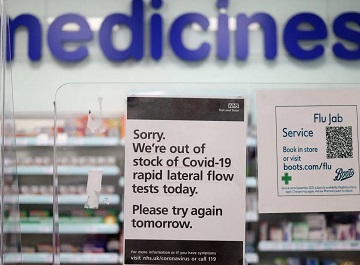 medicines
NHS
Sorry.
We're out of
stock of Covid-19
rapid lateral flow
tests today.
Please try again
tomorrow.
For more information or if you have symptoms
visit nhs.uk/coronavirus or call 119
Flu Jab
Service
Book in store
or visit
boots.com/flu
Boots